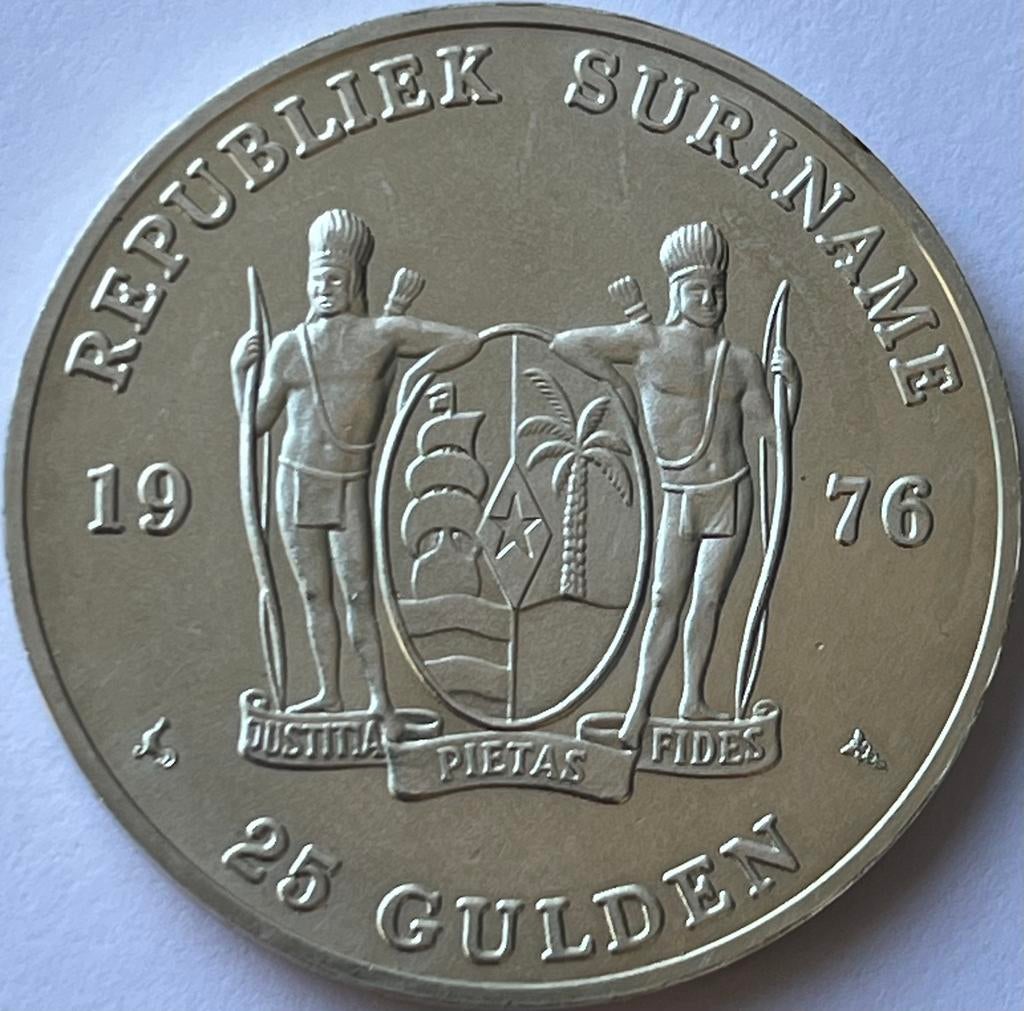 REPUBLIEK SURINAME
19 76
JUSTITIA PIETAS FIDES
25 GULDEN